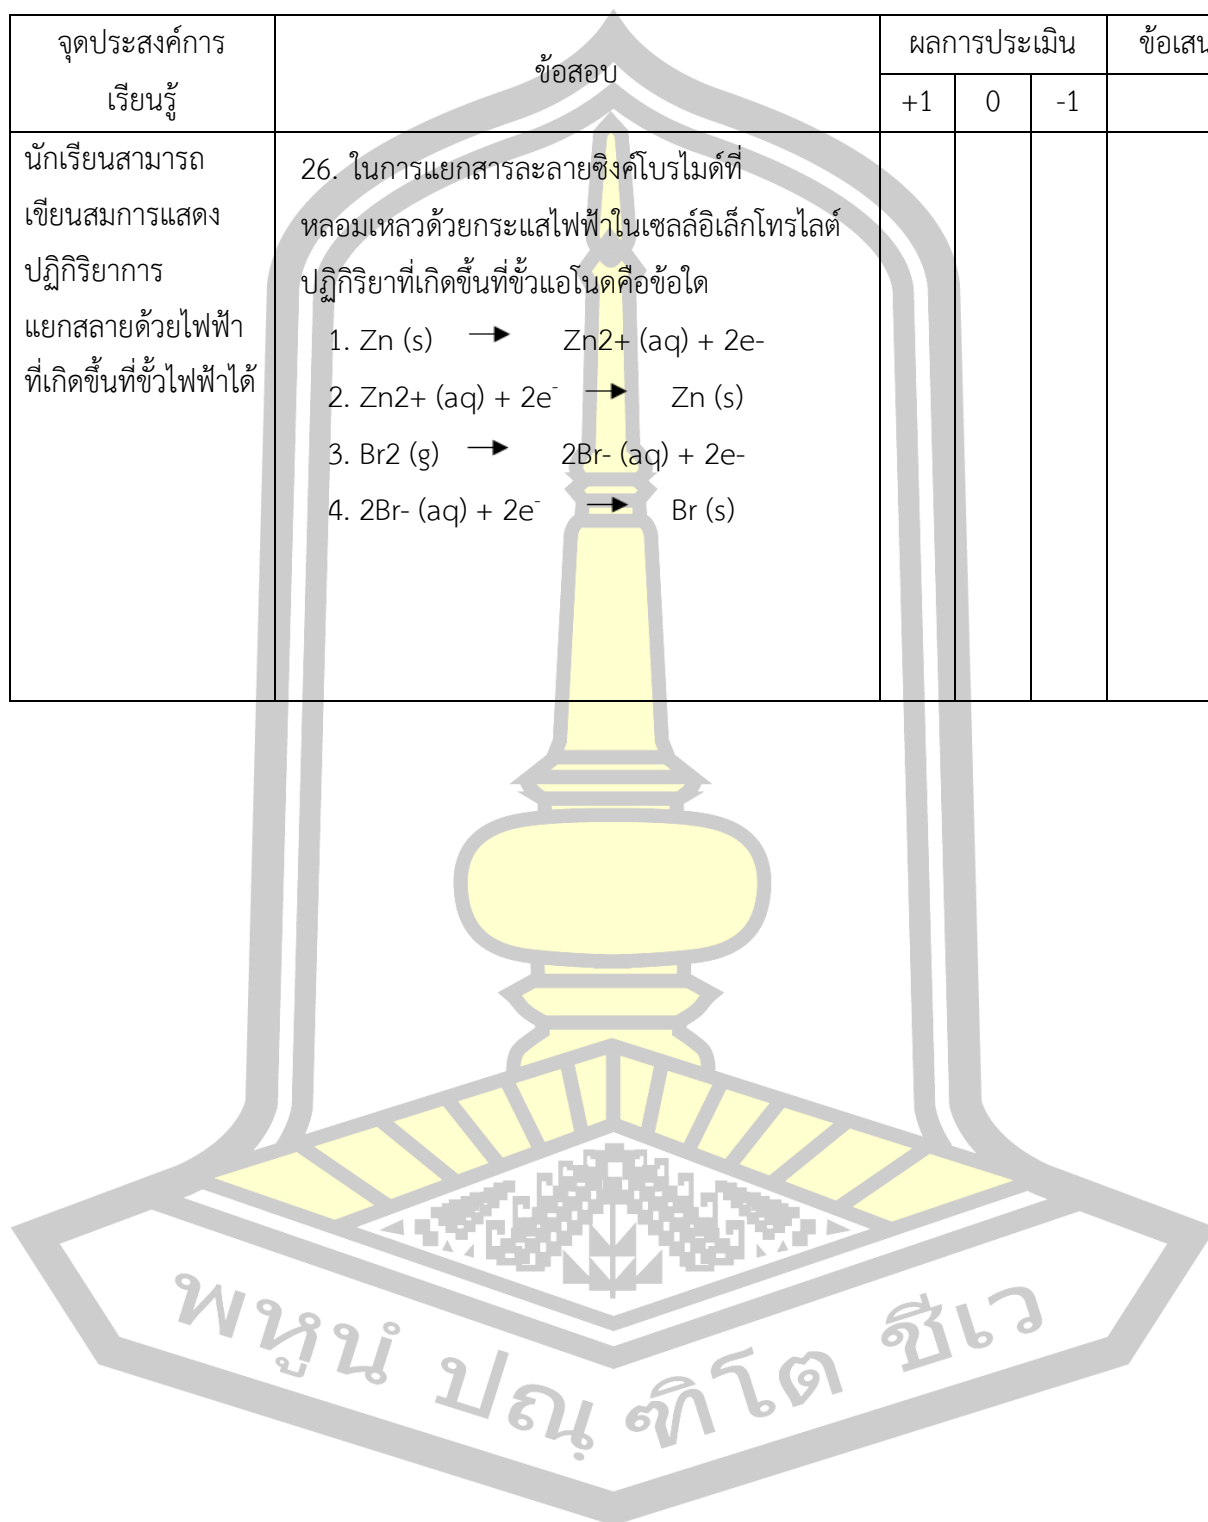 จุดประสงค์การ
เรียนรู้
ข้อสอบ
ผลการประเมิน
ข้อเสน
+1 0 -1
นักเรียนสามารถ
เขียนสมการแสดง
ปฏิกิริยาการ
แยกสลายด้วยไฟฟ้า
ที่เกิดขึ้นที่ขั้วไฟฟ้าได้
26. ในการแยกสารละลายซิงค์โบรไมด์ที่
หลอมเหลวด้วยกระแสไฟฟ้าในเซลล์อิเล็กโทรไลต์
ปฏิกิริยาที่เกิดขึ้นที่ขั้วแอโนดคือข้อใด
1. Zn (s) → Zn2+ (aq) + 2e-
2. Zn2+ (aq) + 2e⁻ → Zn (s)
3. Br2 (g) → 2Br- (aq) + 2e-
4. 2Br- (aq) + 2e⁻ → Br (s)
พหูนํ ปณฺฑิโต ชีเว